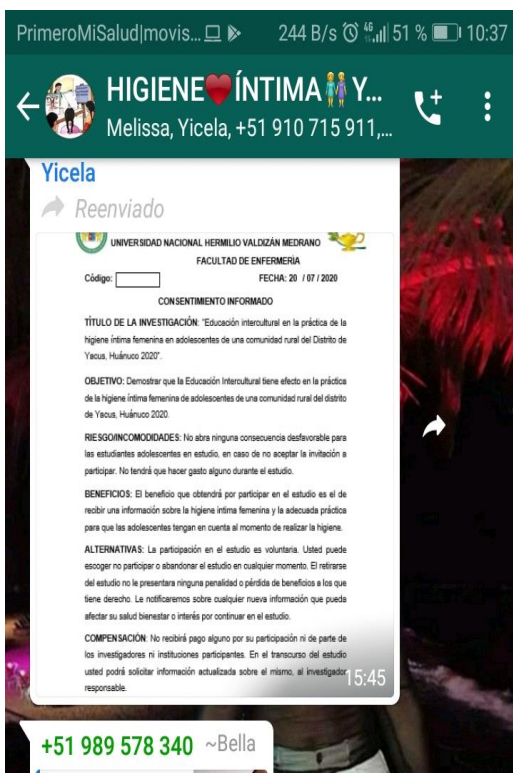 PrimeroMiSalud|movis... 244 B/s 46 51 % 10:37
HIGIENE❤️ÍNTIMA👭Y...
Melissa, Yicela, +51 910 715 911,...
Yicela
Reenviado
UNIVERSIDAD NACIONAL HERMILIO VALDIZÁN MEDRANO
FACULTAD DE ENFERMERÍA
Código: FECHA: 20 / 07 / 2020
CONSENTIMIENTO INFORMADO
TÍTULO DE LA INVESTIGACIÓN: "Educación intercultural en la práctica de la
higiene íntima femenina en adolescentes de una comunidad rural del Distrito de
Yacus, Huánuco 2020".
OBJETIVO: Demostrar que la Educación Intercultural tiene efecto en la práctica
de la higiene íntima femenina de adolescentes de una comunidad rural del distrito
de Yacus, Huánuco 2020.
RIESGO/INCOMODIDADES: No abra ninguna consecuencia desfavorable para
las estudiantes adolescentes en estudio, en caso de no aceptar la invitación a
participar. No tendrá que hacer gasto alguno durante el estudio.
BENEFICIOS: El beneficio que obtendrá por participar en el estudio es el de
recibir una información sobre la higiene intima femenina y la adecuada práctica
para que las adolescentes tengan en cuenta al momento de realizar la higiene.
ALTERNATIVAS: La participación en el estudio es voluntaria. Usted puede
escoger no participar o abandonar el estudio en cualquier momento. El retirarse
del estudio no le presentara ninguna penalidad o pérdida de beneficios a los que
tiene derecho. Le notificaremos sobre cualquier nueva información que pueda
afectar su salud bienestar o interés por continuar en el estudio.
COMPENSACIÓN: No recibirá pago alguno por su participación ni de parte de
los investigadores ni instituciones participantes. En el transcurso del estudio
usted podrá solicitar información actualizada sobre el mismo, al investigador
responsable.
15:45
+51 989 578 340 ~Bella